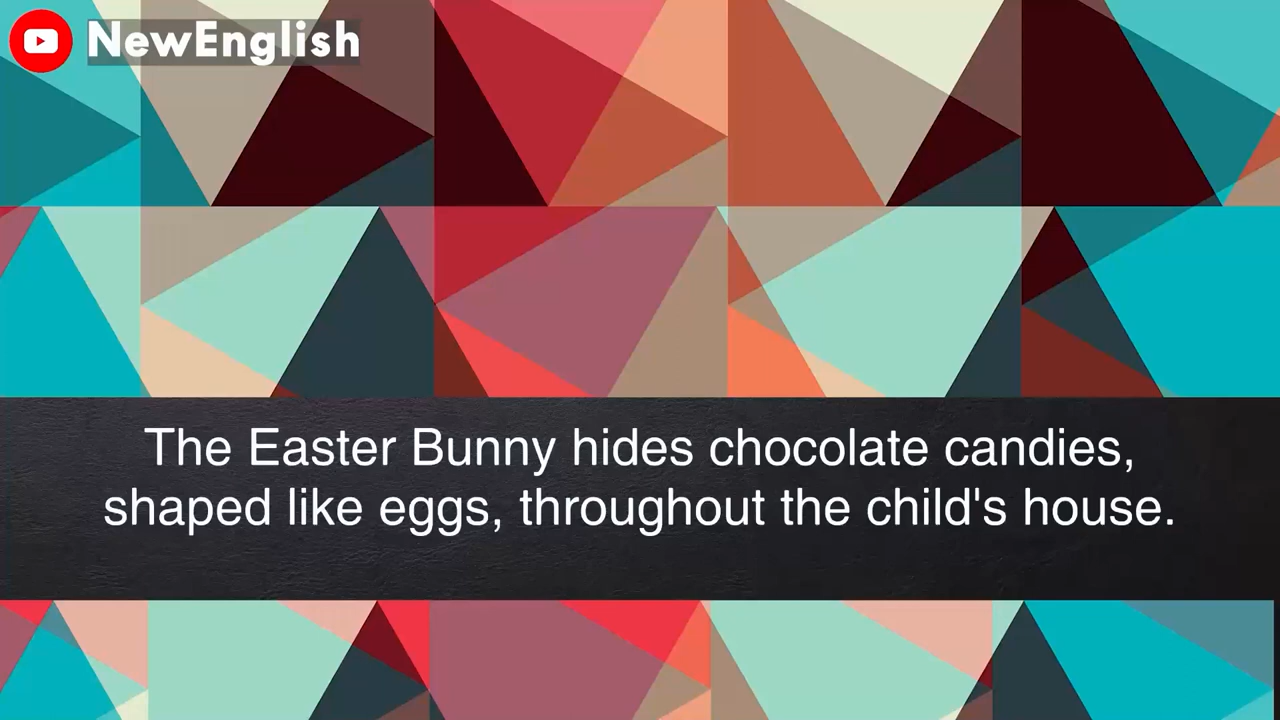 NewEnglish
The Easter Bunny hides chocolate candies,
shaped like eggs, throughout the child's house.